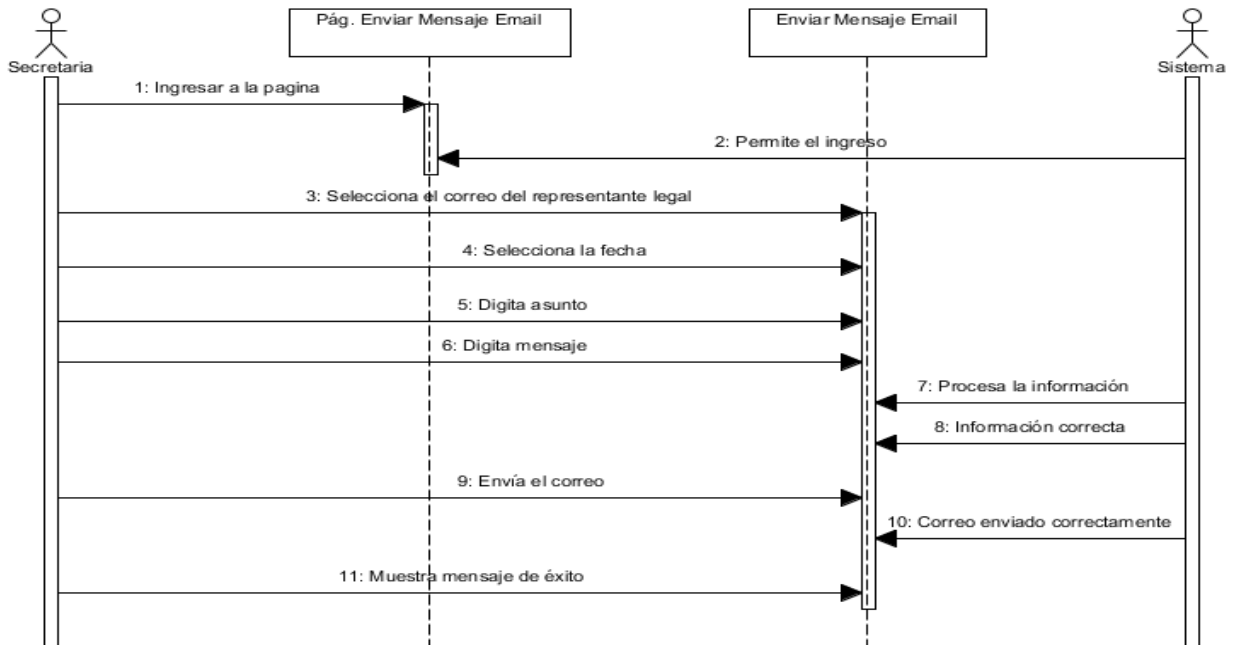 Pág. Enviar Mensaje Email
Enviar Mensaje Email
Secretaria
Sistema
1: Ingresar a la pagina
2: Permite el ingreso
3: Selecciona el correo del representante legal
4: Selecciona la fecha
5: Digita asunto
6: Digita mensaje
7: Procesa la información
8: Información correcta
9: Envía el correo
10: Correo enviado correctamente
11: Muestra mensaje de éxito